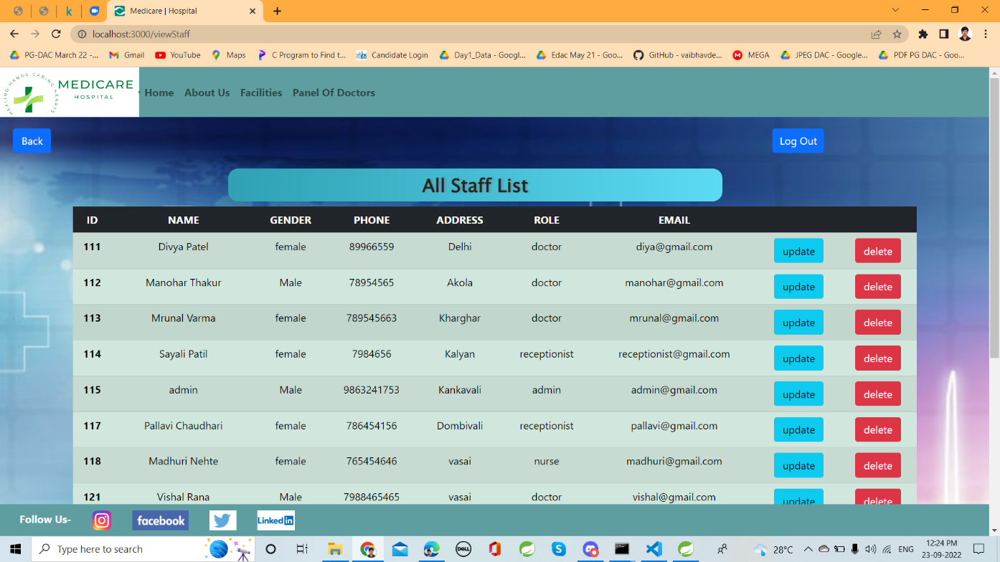 k
Medicare | Hospital
localhost:3000/viewStaff
PG-DAC March 22 -... Gmail YouTube Maps C Program to Find t... Candidate Login Day1_Data - Googl... Edac May 21 - Goo... GitHub - vaibhavde... MEGA JPEG DAC - Google... PDF PG DAC - Goo...
HEALING HANDS CARING HEARTS
MEDICARE
HOSPITAL
Home About Us Facilities Panel Of Doctors
Back Log Out
All Staff List
ID NAME GENDER PHONE ADDRESS ROLE EMAIL
111 Divya Patel female 89966559 Delhi doctor diya@gmail.com update delete
112 Manohar Thakur Male 78954565 Akola doctor manohar@gmail.com update delete
113 Mrunal Varma female 789545663 Kharghar doctor mrunal@gmail.com update delete
114 Sayali Patil female 7984656 Kalyan receptionist receptionist@gmail.com update delete
115 admin Male 9863241753 Kankavali admin admin@gmail.com update delete
117 Pallavi Chaudhari female 786454156 Dombivali receptionist pallavi@gmail.com update delete
118 Madhuri Nehte female 765454646 vasai nurse madhuri@gmail.com update delete
121 Vishal Rana Male 7988465465 vasai doctor vishal@gmail.com update delete
Follow Us- facebook Linked in
Type here to search
DELL
28°C
ENG
12:24 PM
23-09-2022